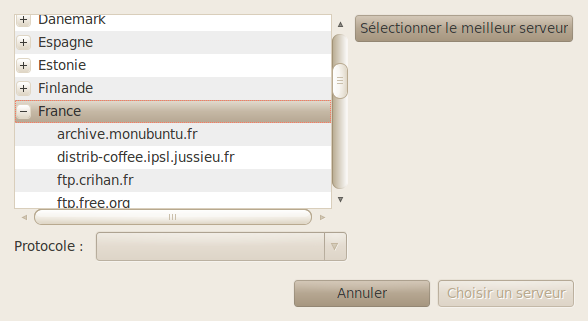 Danemark
Sélectionner le meilleur serveur
Espagne
Estonie
Finlande
France
archive.monubuntu.fr
distrib-coffee.ipsl.jussieu.fr
ftp.crihan.fr
ftp.free.org
Protocole :
Annuler
Choisir un serveur